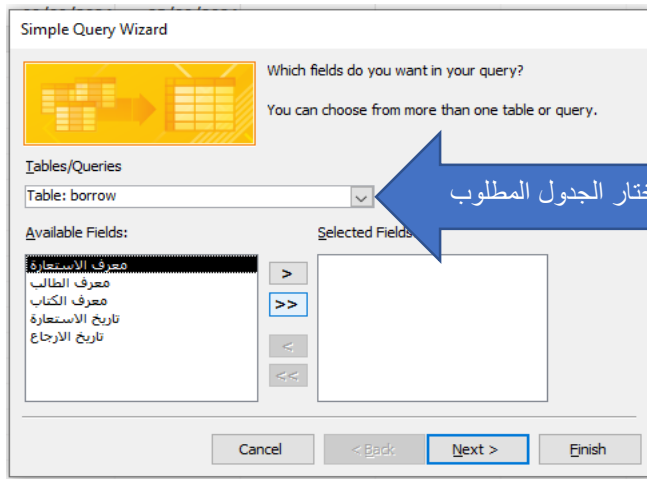 Simple Query Wizard
Which fields do you want in your query?
You can choose from more than one table or query.
Tables/Queries
Table: borrow
الجدول المطلوب
Available Fields:
Selected Fields
معرف الاستعارة
معرف الطالب
معرف الكتاب
تاريخ الاستعارة
تاريخ الارجاع
>
>>
<
<<
Cancel
< Back
Next >
Finish